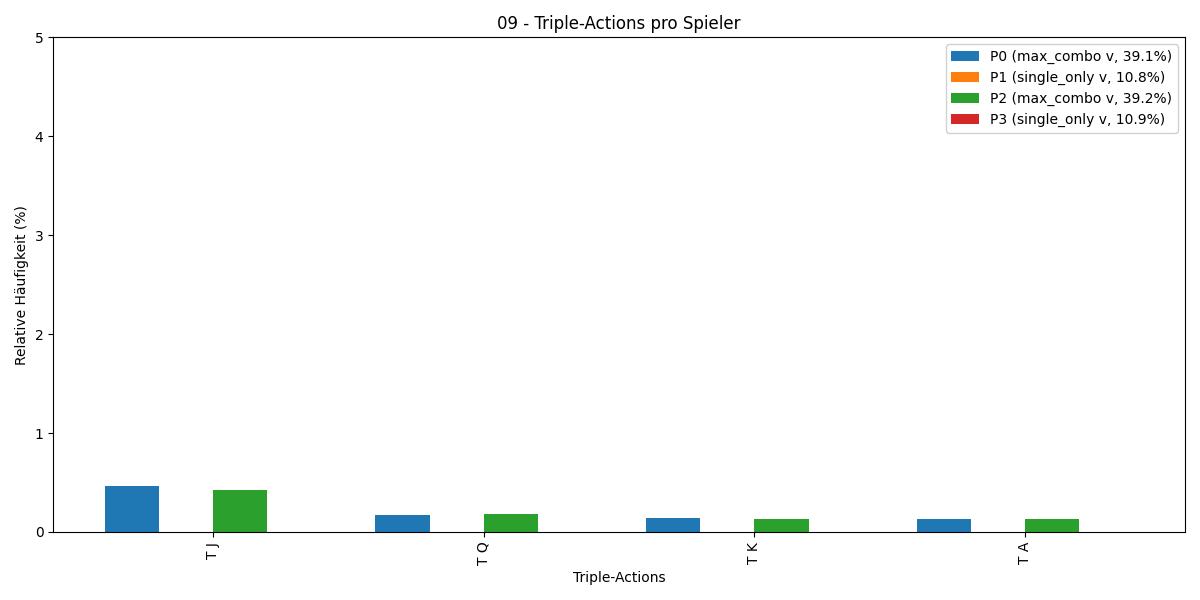 09 - Triple-Actions pro Spieler
P0 (max_combo v, 39.1%)
P1 (single_only v, 10.8%)
P2 (max_combo v, 39.2%)
P3 (single_only v, 10.9%)
Relative Häufigkeit (%)
5
4
3
2
1
0
T J
T Q
T K
T A
Triple-Actions